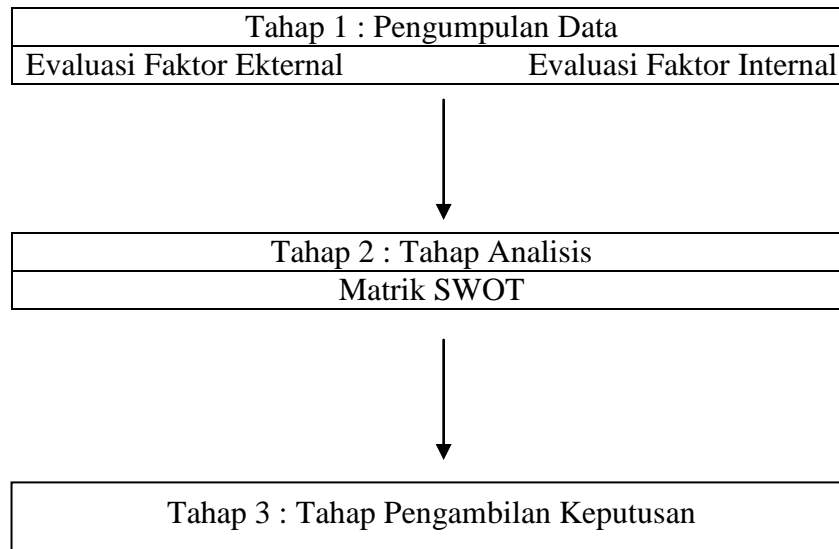 Tahap 1 : Pengumpulan Data
Evaluasi Faktor Ekternal Evaluasi Faktor Internal
Tahap 2 : Tahap Analisis
Matrik SWOT
Tahap 3 : Tahap Pengambilan Keputusan